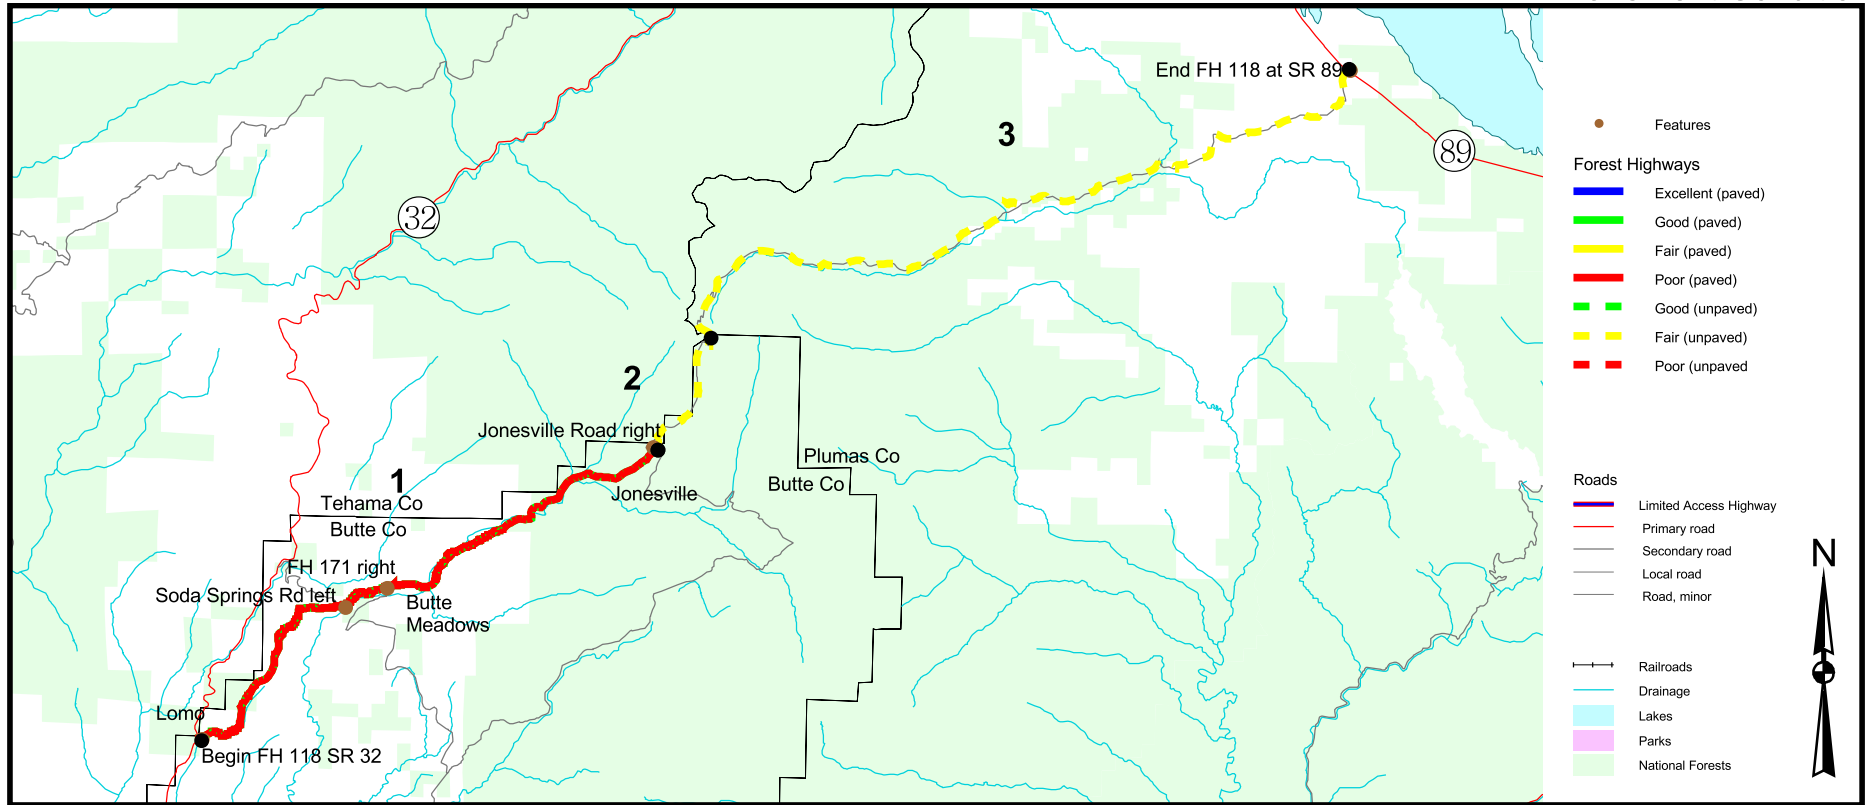 End FH 118 at SR 89
3
89
32
2
Jonesville Road right
1
Tehama Co
Butte Co
Jonesville
Plumas Co
Butte Co
FH 171 right
Soda Springs Rd left
Butte
Meadows
Lomo
Begin FH 118 SR 32
Features
Forest Highways
Excellent (paved)
Good (paved)
Fair (paved)
Poor (paved)
Good (unpaved)
Fair (unpaved)
Poor (unpaved
Roads
Limited Access Highway
Primary road
Secondary road
Local road
Road, minor
N
Railroads
Drainage
Lakes
Parks
National Forests